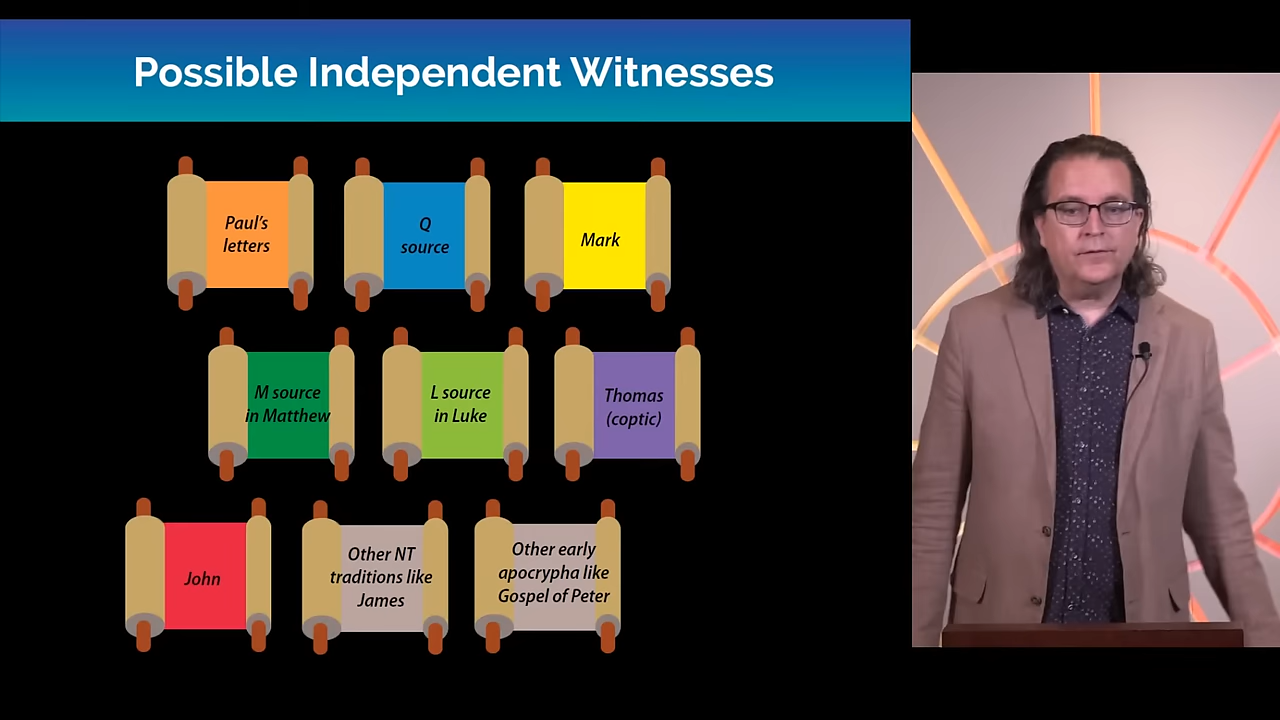 Possible Independent Witnesses
Paul's
letters
Q
source
Mark
M source
in Matthew
L source
in Luke
Thomas
(coptic)
John
Other NT
traditions like
James
Other early
apocrypha like
Gospel of Peter